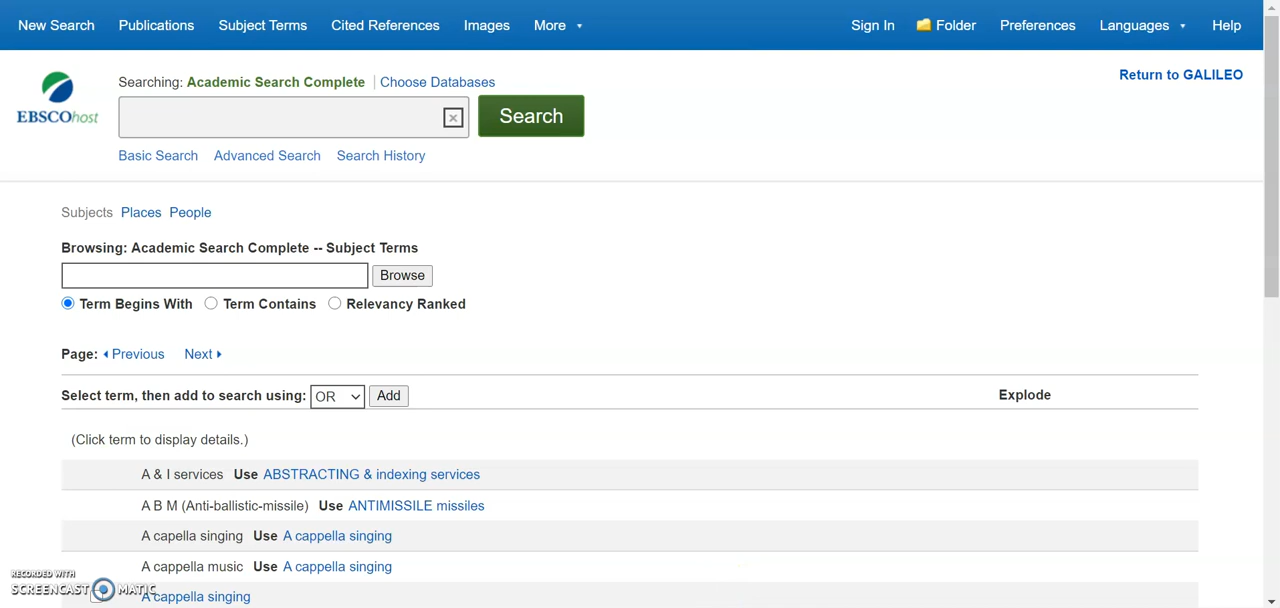 New Search Publications Subject Terms Cited References Images More Sign In Folder Preferences Languages Help
Searching: Academic Search Complete Choose Databases Return to GALILEO
EBSCOhost Search
Basic Search Advanced Search Search History
Subjects Places People
Browsing: Academic Search Complete -- Subject Terms
Browse
Term Begins With Term Contains Relevancy Ranked
Page: Previous Next
Select term, then add to search using: OR Add Explode
(Click term to display details.)
A & I services Use ABSTRACTING & indexing services
A B M (Anti-ballistic-missile) Use ANTIMISSILE missiles
A capella singing Use A cappella singing
A cappella music Use A cappella singing
RECORDED WITH
SCREENCAST MATIC
A cappella singing